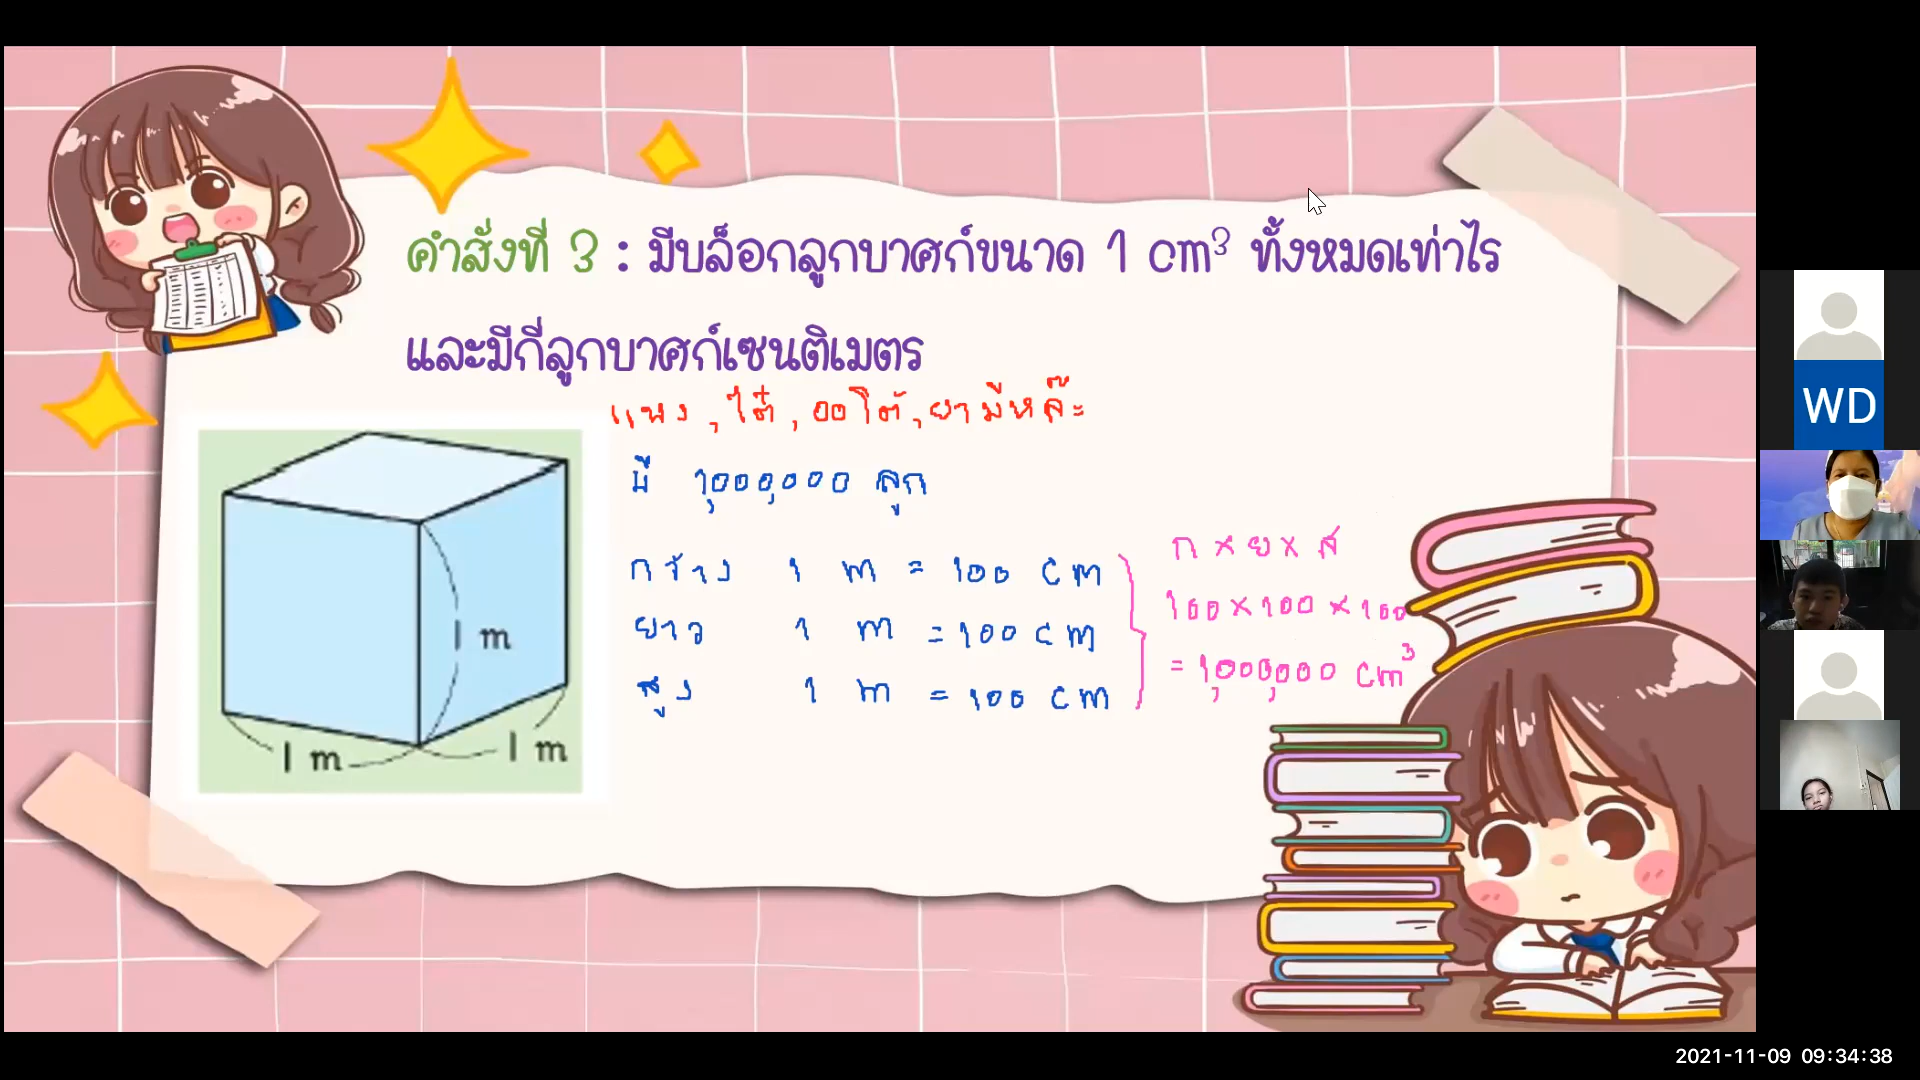 คำสั่งที่ 3 : มีบล็อกลูกบาศก์ขนาด 1 cm³ ทั้งหมดเท่าไร
และมีกี่ลูกบาศก์เซนติเมตร
มี 1,000,000 ลูก
กว้าง 1 m = 100 cm
ยาว 1 m = 100 cm
สูง 1 m = 100 cm
ก × ย × ส
100 × 100 × 100
= 1,000,000 cm³
1 m
1 m
1 m
WD
2021-11-09 09:34:38